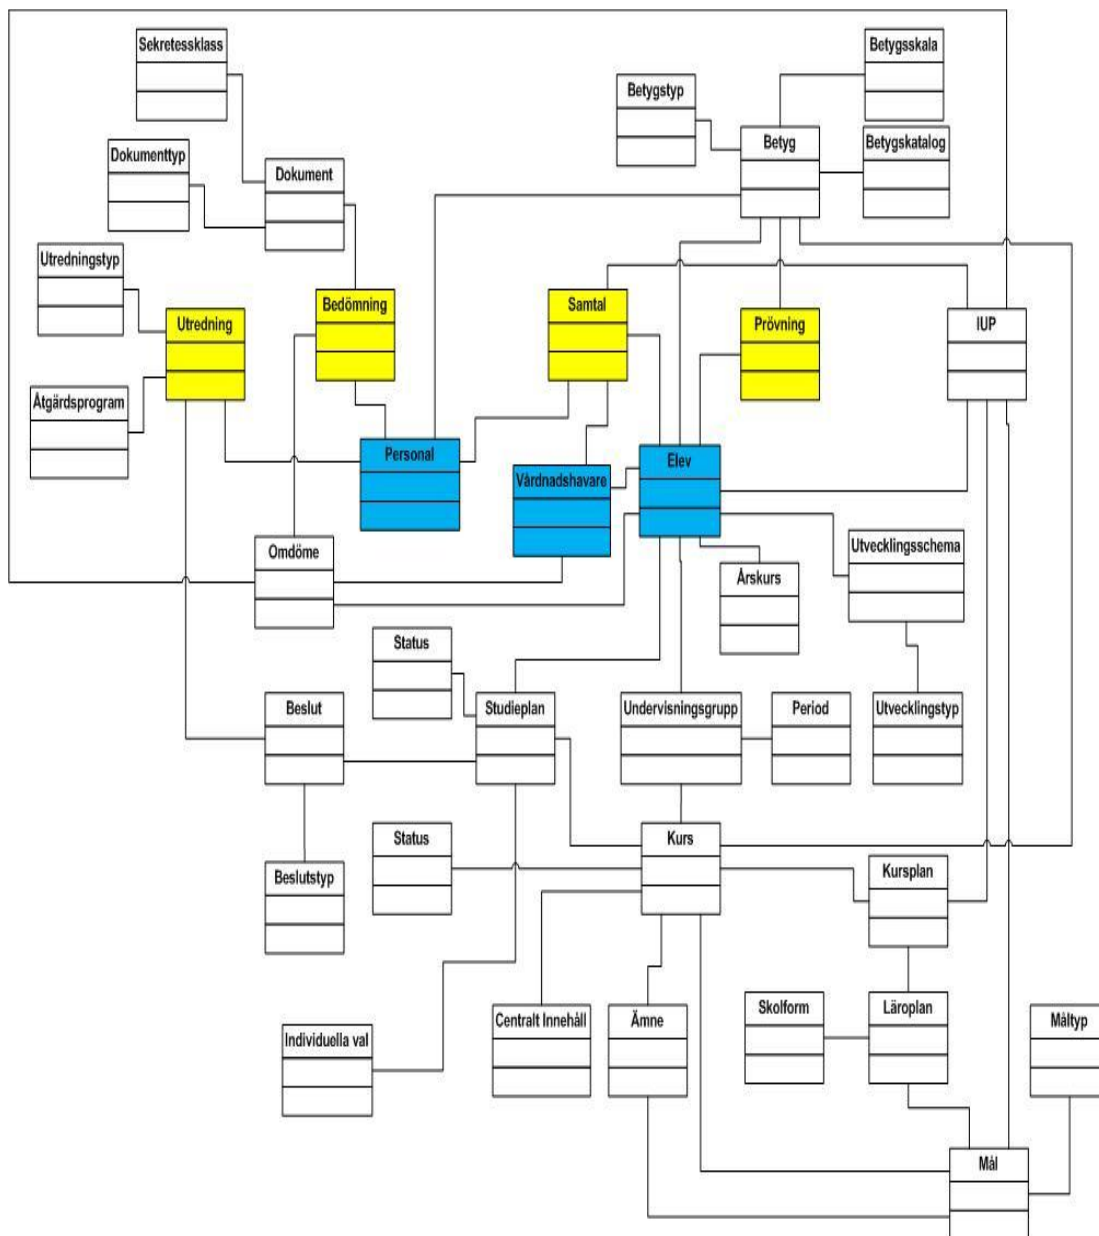 Sekretessklass
Betygsskala
Betygstyp
Betyg
Betygskatalog
Dokumenttyp
Dokument
Utredningstyp
Bedömning
Samtal
Utredning
Prövning
IUP
Åtgärdsprogram
Personal
Elev
Vårdnadshavare
Omdöme
Utvecklingsschema
Årskurs
Status
Beslut
Studieplan
Undervisningsgrupp
Period
Utvecklingstyp
Status
Kurs
Beslutstyp
Kursplan
Centralt Innehåll
Ämne
Skolform
Läroplan
Måltyp
Individuella val
Mål